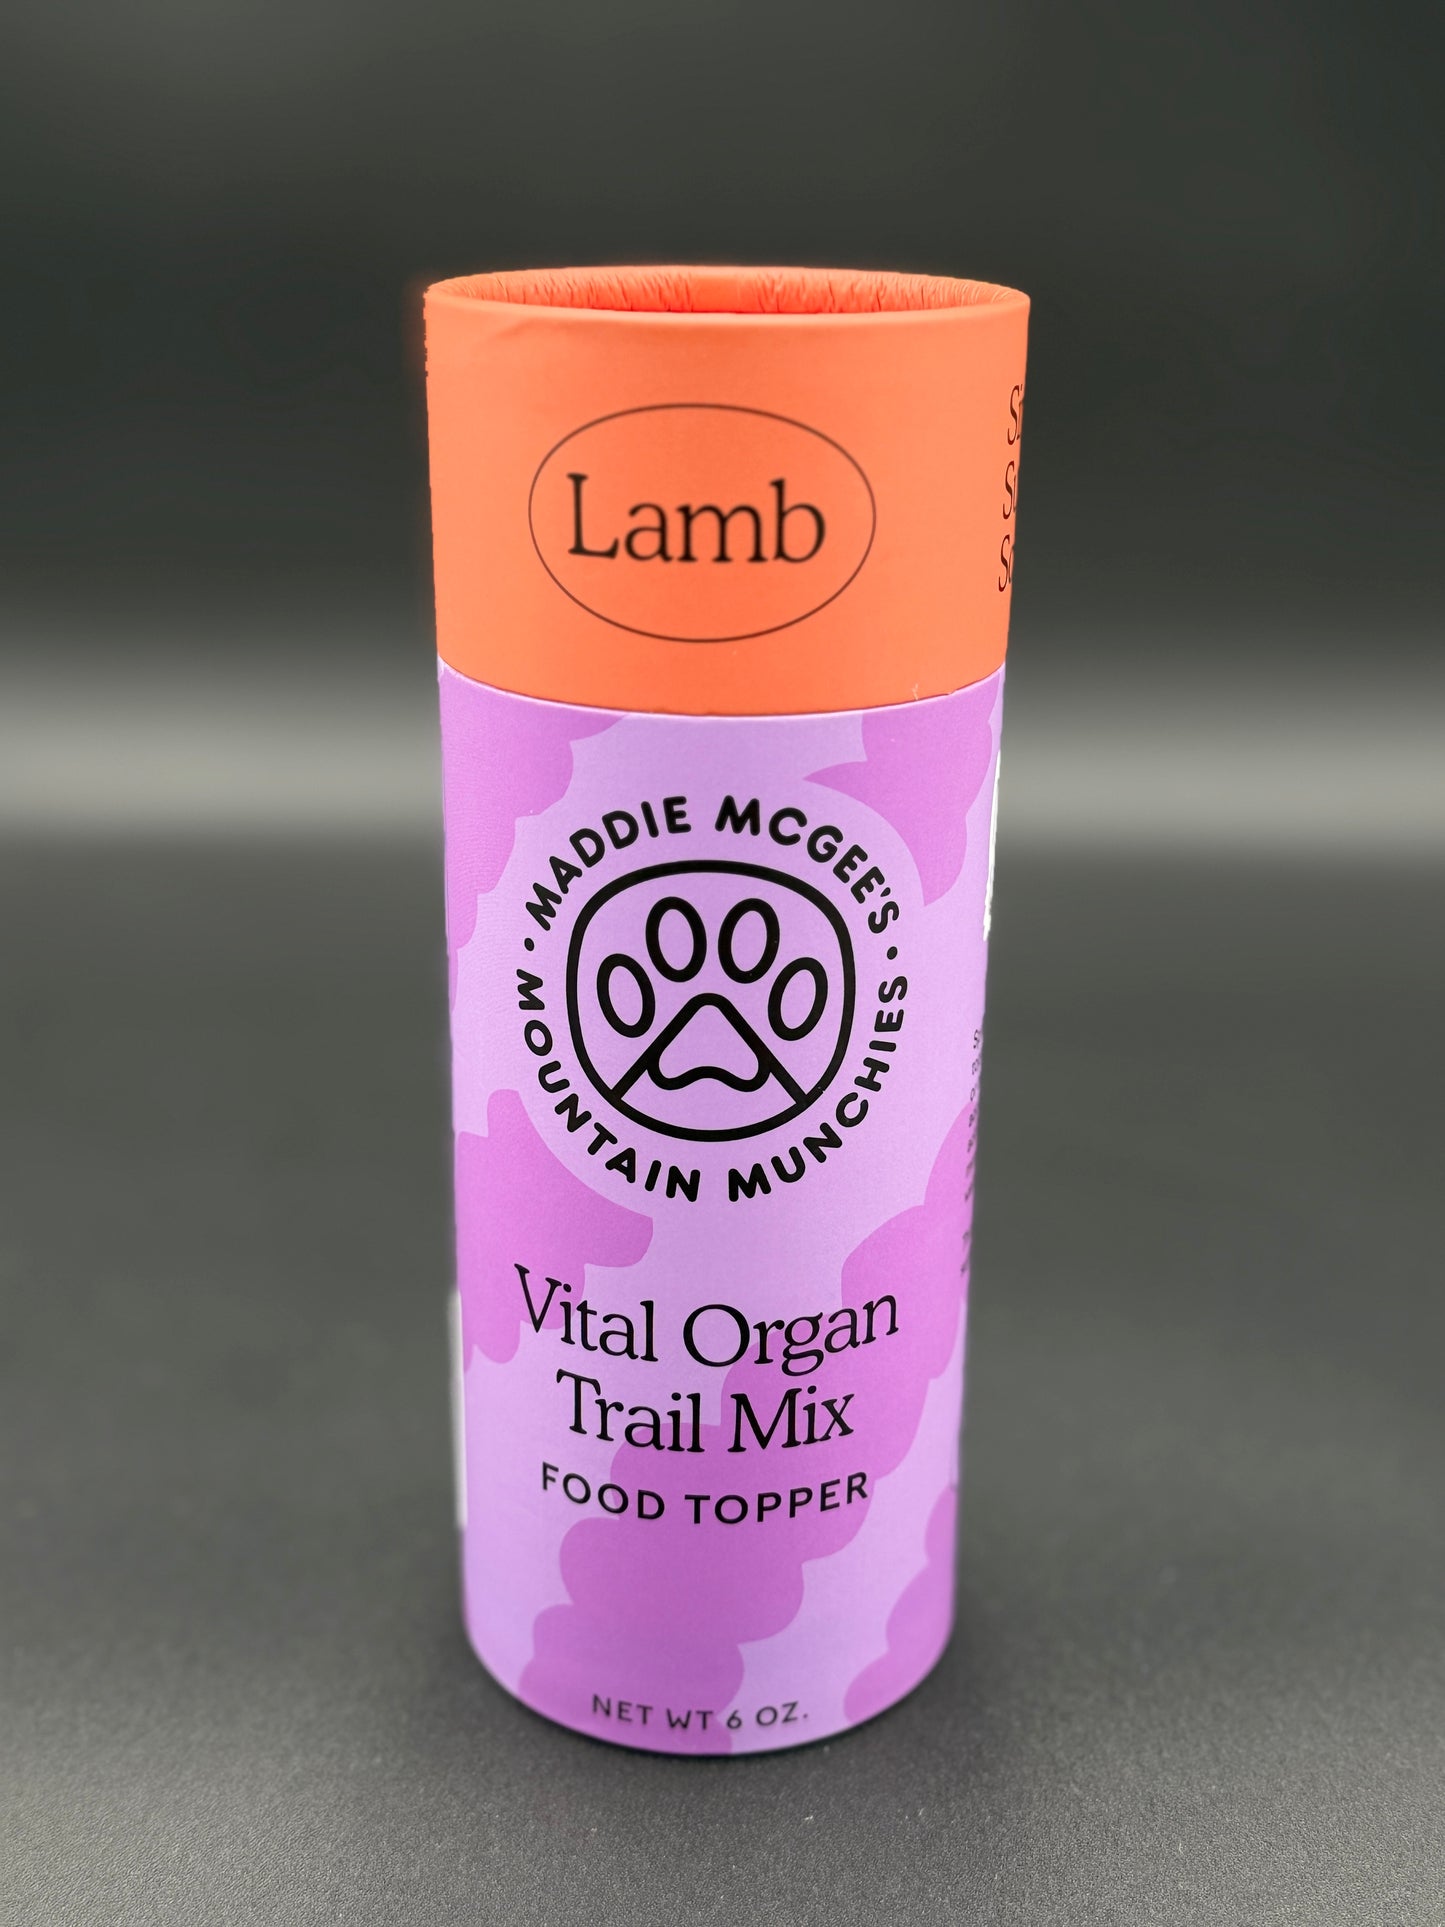 Lamb
MADDIE MCGEE'S
MOUNTAIN MUNCHIES
Vital Organ
Trail Mix
FOOD TOPPER
NET WT 6 OZ.